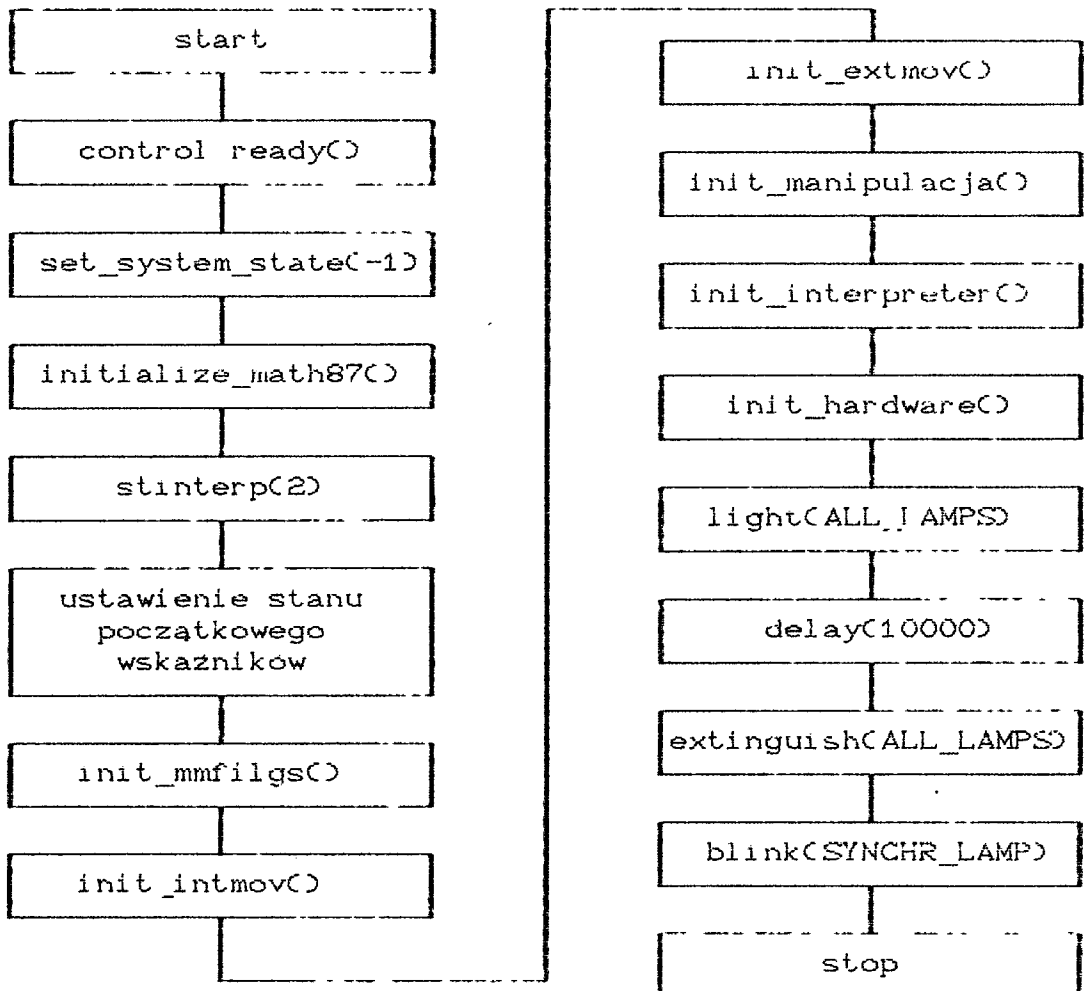 start
control ready()
set_system_state(-1)
initialize_math87()
stinterp(2)
ustawienie stanu
początkowego
wskaźników
init_mmfilgs()
init_intmov()
init_extmov()
init_manipulacja()
init_interpreter()
init_hardware()
light(ALL_LAMPS)
delay(10000)
extinguish(ALL_LAMPS)
blink(SYNCHR_LAMP)
stop